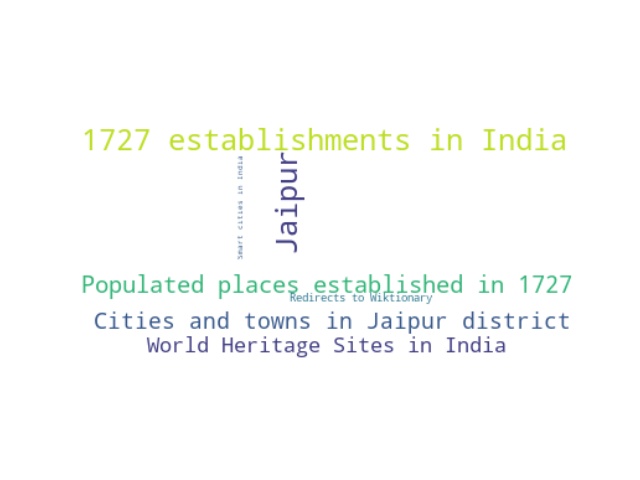 1727 establishments in India
Smart cities in India
Jaipur
Populated places established in 1727
Redirects to Wiktionary
Cities and towns in Jaipur district
World Heritage Sites in India